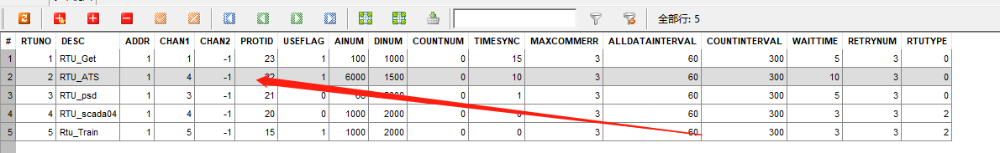 全部行: 5
# RTUNO DESC ADDR CHAN1 CHAN2 PROTID USEFLAG AINUM DINUM COUNTNUM TIMESYNC MAXCOMMERR ALLDATAINTERVAL COUNTINTERVAL WAITTIME RETRYNUM RTUTYPE
1 1 RTU_Get 1 1 -1 23 1 100 1000 0 15 3 60 300 5 3 0
2 2 RTU_ATS 1 4 -1 22 1 6000 1500 0 10 3 60 300 10 3 0
3 3 RTU_psd 1 3 -1 21 0 0 1 3 60 300 5 3 0
4 4 RTU_scada04 1 4 -1 20 0 1000 2000 0 0 3 60 300 3 3 2
5 5 Rtu_Train 1 5 -1 15 1 1000 2000 0 0 3 60 300 3 3 2